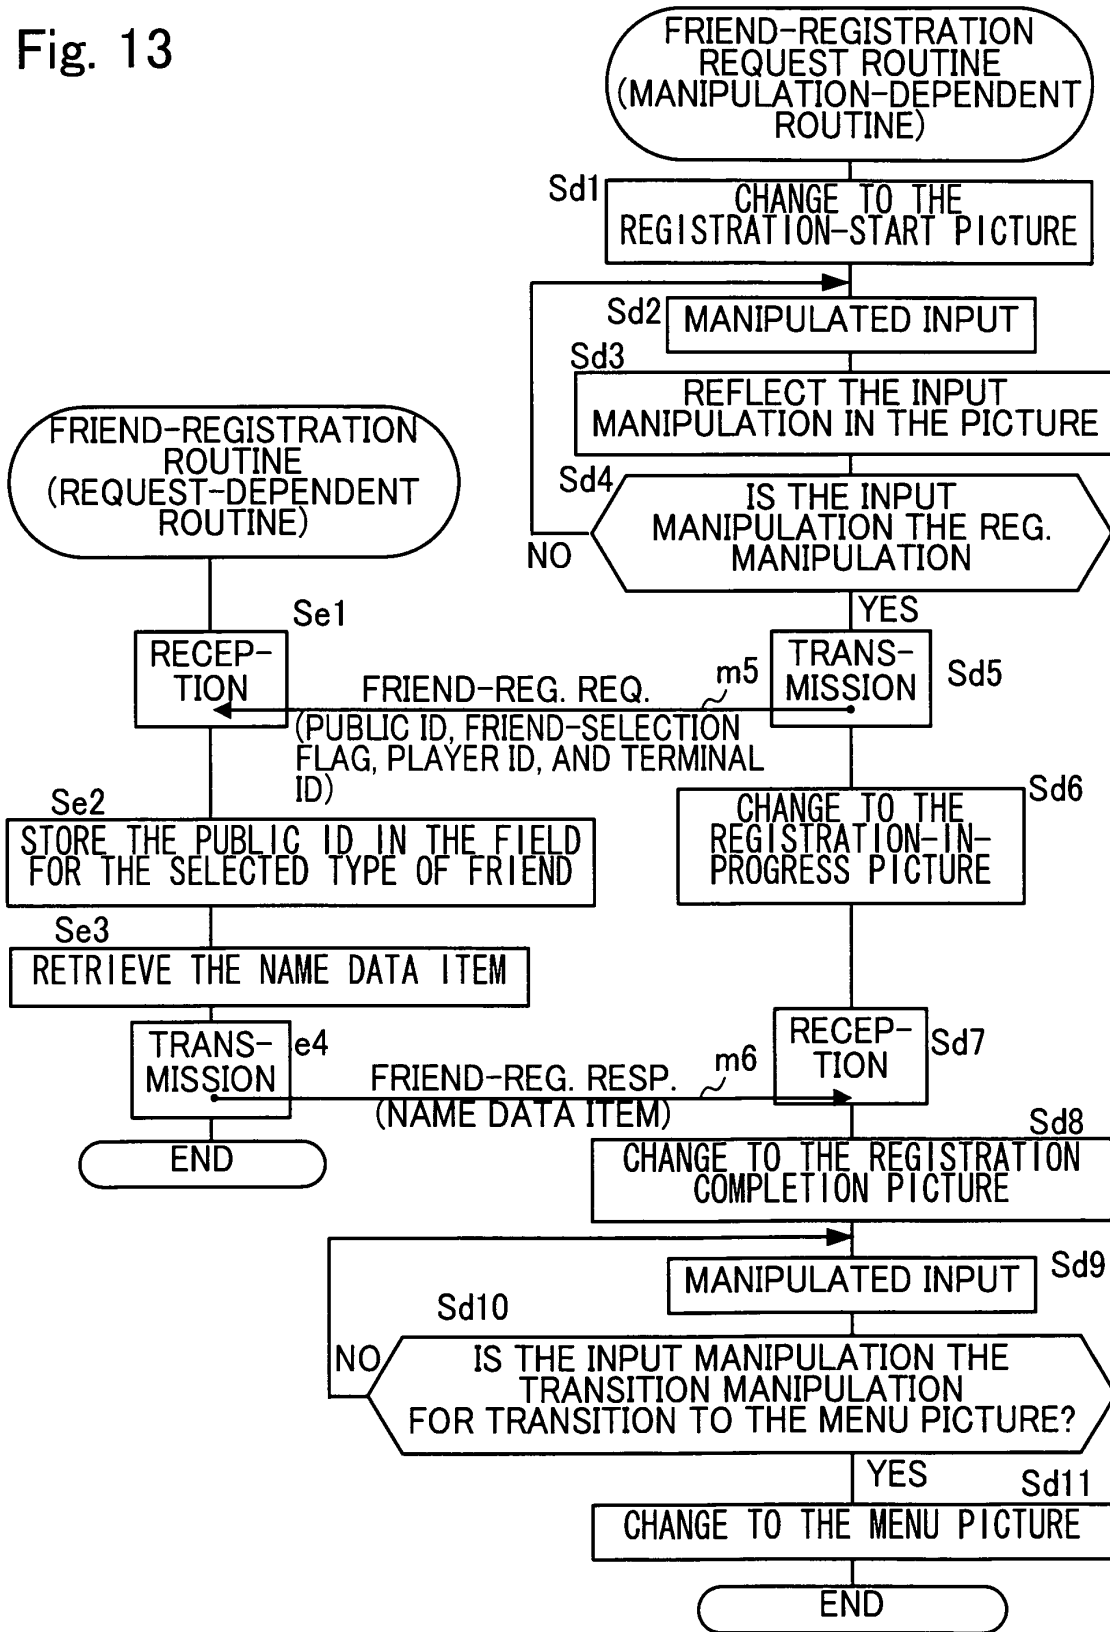 Fig. 13
FRIEND-REGISTRATION
REQUEST ROUTINE
(MANIPULATION-DEPENDENT
ROUTINE)
Sd1
CHANGE TO THE
REGISTRATION-START PICTURE
Sd2
MANIPULATED INPUT
Sd3
REFLECT THE INPUT
MANIPULATION IN THE PICTURE
Sd4
IS THE INPUT
MANIPULATION THE REG.
MANIPULATION
NO
YES
FRIEND-REGISTRATION
ROUTINE
(REQUEST-DEPENDENT
ROUTINE)
Se1
RECEP-
TION
TRANS-
MISSION
Sd5
FRIEND-REG. REQ.
m5
(PUBLIC ID, FRIEND-SELECTION
FLAG, PLAYER ID, AND TERMINAL
ID)
Se2
STORE THE PUBLIC ID IN THE FIELD
FOR THE SELECTED TYPE OF FRIEND
Sd6
CHANGE TO THE
REGISTRATION-IN-
PROGRESS PICTURE
Se3
RETRIEVE THE NAME DATA ITEM
TRANS-
MISSION
e4
RECEP-
TION
Sd7
FRIEND-REG. RESP.
m6
(NAME DATA ITEM)
END
Sd8
CHANGE TO THE REGISTRATION
COMPLETION PICTURE
MANIPULATED INPUT
Sd9
Sd10
NO
IS THE INPUT MANIPULATION THE
TRANSITION MANIPULATION
FOR TRANSITION TO THE MENU PICTURE?
YES
Sd11
CHANGE TO THE MENU PICTURE
END